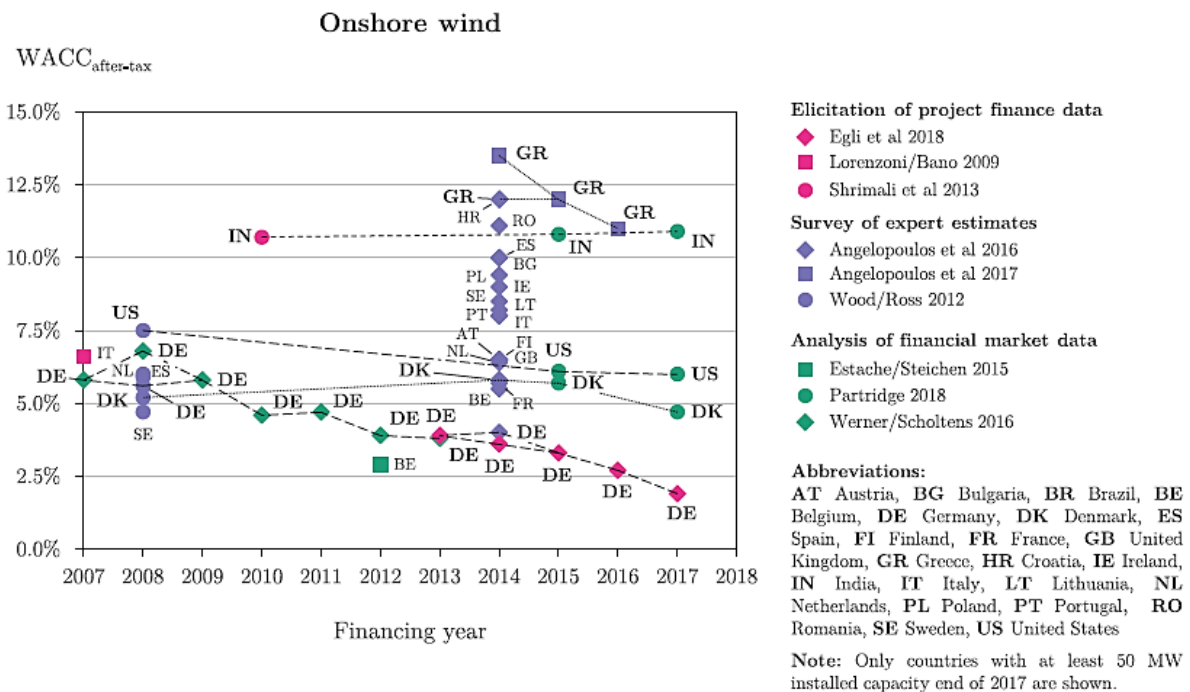 Onshore wind
WACC after-tax
15.0%
12.5%
10.0%
7.5%
5.0%
2.5%
0.0%
2007 2008 2009 2010 2011 2012 2013 2014 2015 2016 2017 2018
Financing year
GR
GR
GR
HR
GR
RO
IN
IN
IN
ES
BG
PL
IE
SE
LT
PT
IT
US
AT
FI
NL
GB
US
US
IT
DE
NL
ES
DE
DE
DK
DE
SE
DK
DK
BE
FR
DK
DE
DE
DE
DE
DE
DE
BE
DE
DE
DE
DE
Elicitation of project finance data
Egli et al 2018
Lorenzoni/Bano 2009
Shrimali et al 2013
Survey of expert estimates
Angelopoulos et al 2016
Angelopoulos et al 2017
Wood/Ross 2012
Analysis of financial market data
Estache/Steichen 2015
Partridge 2018
Werner/Scholtens 2016
Abbreviations:
AT Austria, BG Bulgaria, BR Brazil, BE
Belgium, DE Germany, DK Denmark, ES
Spain, FI Finland, FR France, GB United
Kingdom, GR Greece, HR Croatia, IE Ireland,
IN India, IT Italy, LT Lithuania, NL
Netherlands, PL Poland, PT Portugal, RO
Romania, SE Sweden, US United States
Note: Only countries with at least 50 MW
installed capacity end of 2017 are shown.